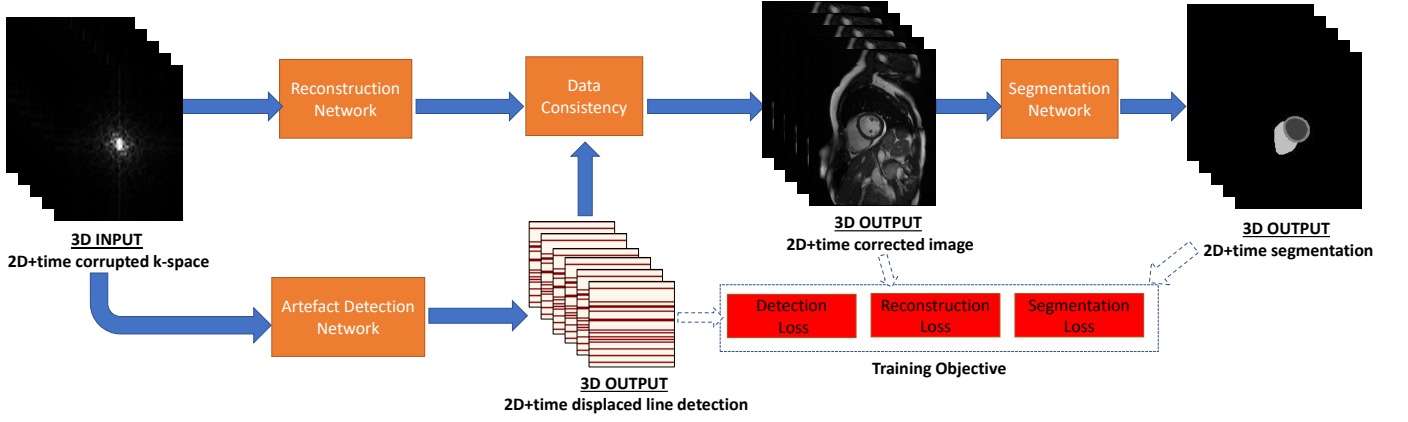 Reconstruction
Network
Data
Consistency
Segmentation
Network
3D INPUT
2D+time corrupted k-space
3D OUTPUT
2D+time corrected image
3D OUTPUT
2D+time segmentation
Artefact Detection
Network
Detection
Loss
Reconstruction
Loss
Segmentation
Loss
Training Objective
3D OUTPUT
2D+time displaced line detection